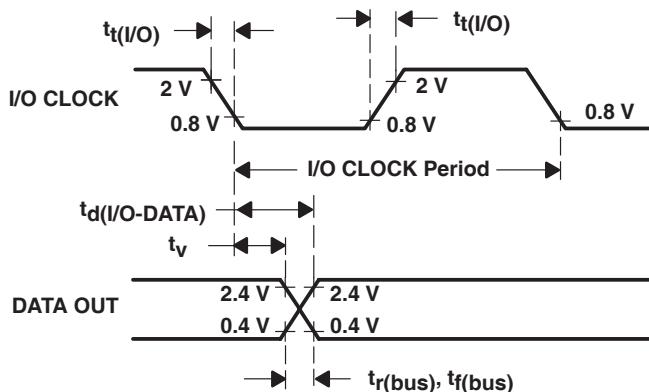 tt(I/O)
tt(I/O)
I/O CLOCK
2 V
2 V
0.8 V
0.8 V
0.8 V
I/O CLOCK Period
td(I/O-DATA)
tv
DATA OUT
2.4 V
2.4 V
0.4 V
0.4 V
tr(bus), tf(bus)